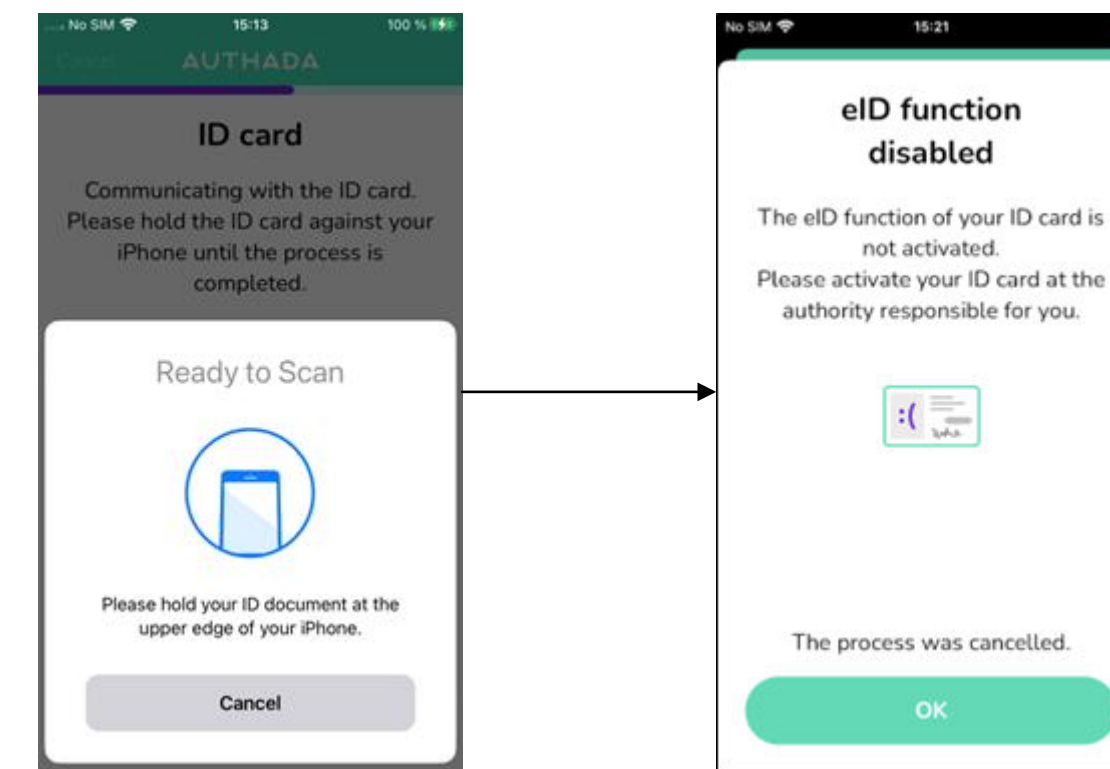 No SIM 15:13 100 %
Cancel AUTHADA
ID card
Communicating with the ID card.
Please hold the ID card against your
iPhone until the process is
completed.
Ready to Scan
Please hold your ID document at the
upper edge of your iPhone.
Cancel
No SIM 15:21
eID function
disabled
The eID function of your ID card is
not activated.
Please activate your ID card at the
authority responsible for you.
:(
The process was cancelled.
OK